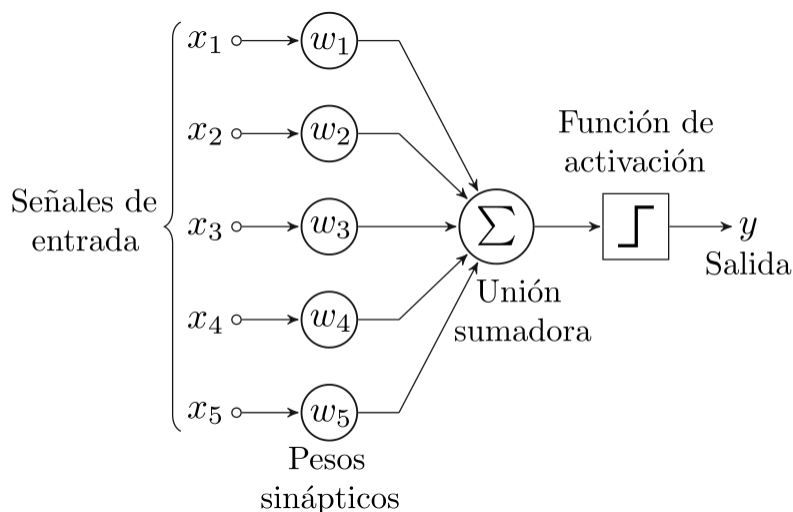 x₁ w₁
x₂ w₂
Función de
activación
Señales de
entrada
x₃ w₃ Σ y
Salida
Unión
sumadora
x₄ w₄
x₅ w₅
Pesos
sinápticos